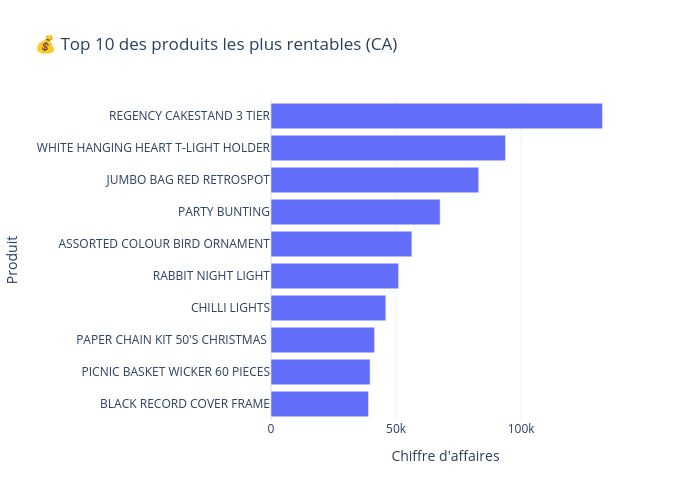 💰 Top 10 des produits les plus rentables (CA)
REGENCY CAKESTAND 3 TIER
WHITE HANGING HEART T-LIGHT HOLDER
JUMBO BAG RED RETROSPOT
PARTY BUNTING
ASSORTED COLOUR BIRD ORNAMENT
RABBIT NIGHT LIGHT
CHILLI LIGHTS
PAPER CHAIN KIT 50'S CHRISTMAS
PICNIC BASKET WICKER 60 PIECES
BLACK RECORD COVER FRAME
Produit
0 50k 100k
Chiffre d'affaires